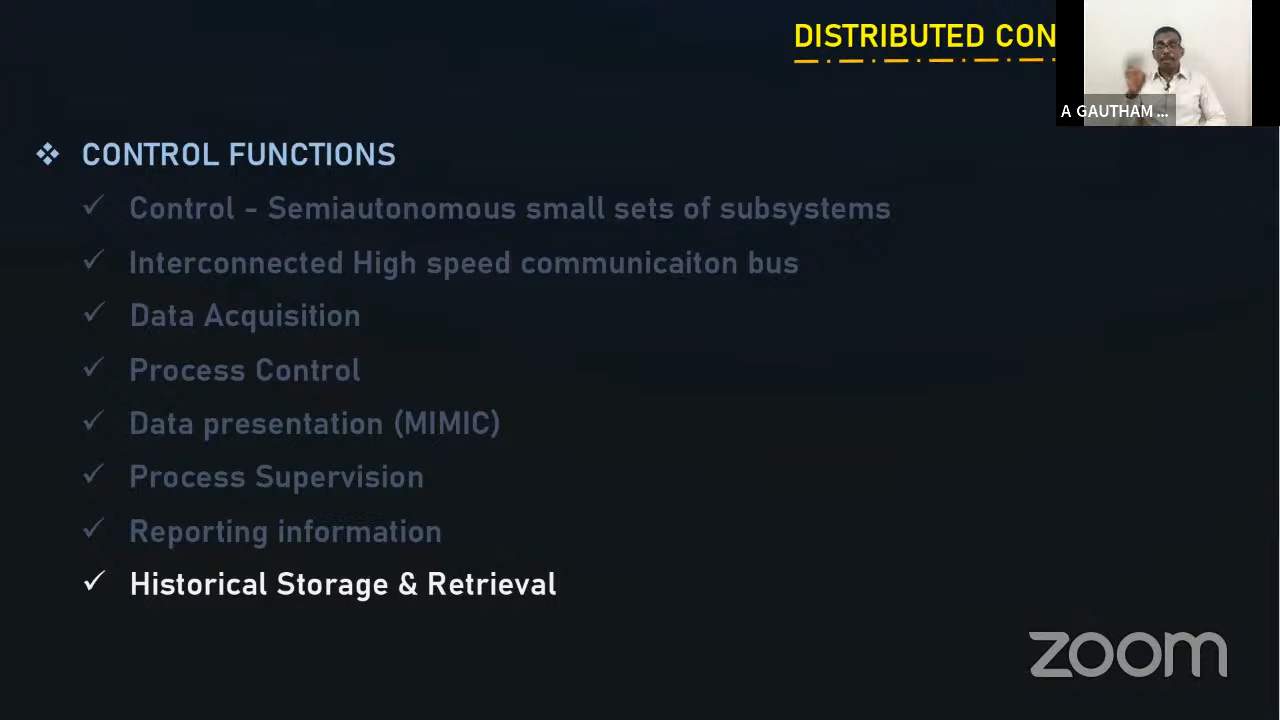 DISTRIBUTED CON
A GAUTHAM ...
CONTROL FUNCTIONS
Control - Semiautonomous small sets of subsystems
Interconnected High speed communicaiton bus
Data Acquisition
Process Control
Data presentation (MIMIC)
Process Supervision
Reporting information
Historical Storage & Retrieval
zoom